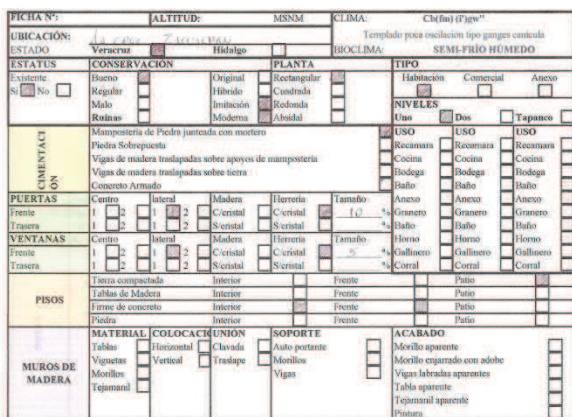 FICHA Nº: ALTITUD: MSNM CLIMA: Cb(fm) (i')gw"
UBICACIÓN: La Cruz Templado poca oscilacion tipo ganges canícula
ESTADO Veracruz Hidalgo BIOCLIMA: SEMI-FRÍO HÚMEDO
ESTATUS CONSERVACIÓN PLANTA TIPO
Existente Bueno Original Rectangular Habitación Comercial Anexo
Si No Regular Híbrido Cuadrada
Malo Imitación Redonda NIVELES
Ruinas Moderna Absidal Uno Dos Tapanco
CIMENTACI ÓN Mampostería de Piedra junteada con mortero USO USO USO
Piedra Sobrepuesta Recamara Recamara Recamara
Vigas de madera traslapadas sobre apoyos de mampostería Cocina Cocina Cocina
Vigas de madera traslapadas sobre tierra Bodega Bodega Bodega
Concreto Armado Baño Baño Baño
PUERTAS Centro lateral Madera Herrería Tamaño Anexo Anexo Anexo
Frente 1 2 1 2 C/cristal C/cristal 10 % Granero Granero Granero
Trasera 1 2 1 2 S/cristal S/cristal % Baño Baño Baño
VENTANAS Centro lateral Madera Herrería Tamaño Horno Horno Horno
Frente 1 2 1 2 C/cristal C/cristal 5 % Gallinero Gallinero Gallinero
Trasera 1 2 1 2 S/cristal S/cristal % Corral Corral Corral
PISOS Tierra compactada Interior Frente Patio
Tablas de Madera Interior Frente Patio
Firme de concreto Interior Frente Patio
Piedra Interior Frente Patio
MUROS DE MADERA MATERIAL COLOCACIÓN UNIÓN SOPORTE ACABADO
Tablas Horizontal Clavada Auto portante Morillo aparente
Viguetas Vertical Traslape Morillos Morillo enjarrado con adobe
Morillos Vigas Vigas labradas aparentes
Tejamanil Tabla aparente
Tejamanil aparente
Pintura